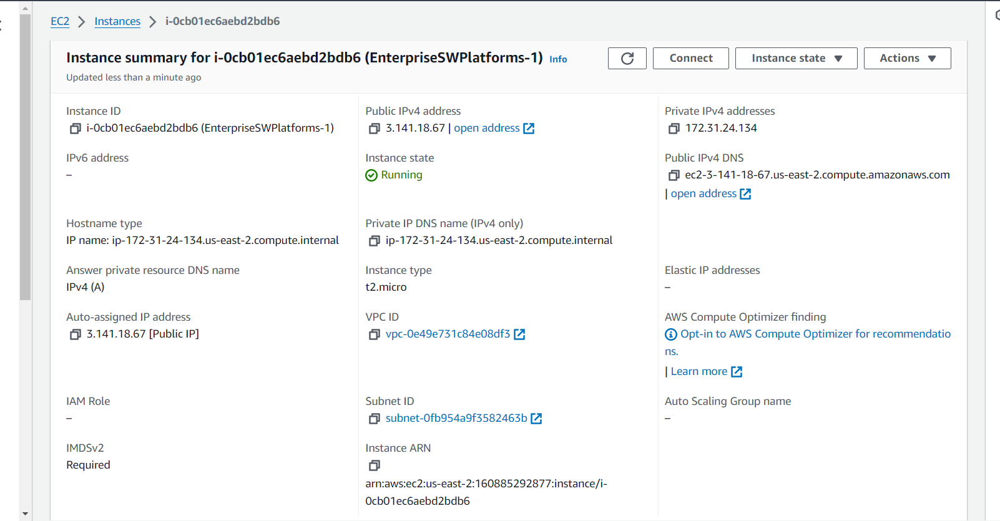 EC2 > Instances > i-0cb01ec6aebd2bdb6
Instance summary for i-0cb01ec6aebd2bdb6 (EnterpriseSWPlatforms-1) Info
Updated less than a minute ago
Connect
Instance state
Actions
Instance ID
i-0cb01ec6aebd2bdb6 (EnterpriseSWPlatforms-1)
Public IPv4 address
3.141.18.67 | open address
Private IPv4 addresses
172.31.24.134
IPv6 address
–
Instance state
Running
Public IPv4 DNS
ec2-3-141-18-67.us-east-2.compute.amazonaws.com
| open address
Hostname type
IP name: ip-172-31-24-134.us-east-2.compute.internal
Private IP DNS name (IPv4 only)
ip-172-31-24-134.us-east-2.compute.internal
Answer private resource DNS name
IPv4 (A)
Instance type
t2.micro
Elastic IP addresses
–
Auto-assigned IP address
3.141.18.67 [Public IP]
VPC ID
vpc-0e49e731c84e08df3
AWS Compute Optimizer finding
Opt-in to AWS Compute Optimizer for recommendatio
ns.
| Learn more
IAM Role
–
Subnet ID
subnet-0fb954a9f3582463b
Auto Scaling Group name
–
IMDSv2
Required
Instance ARN
arn:aws:ec2:us-east-2:160885292877:instance/i-
0cb01ec6aebd2bdb6